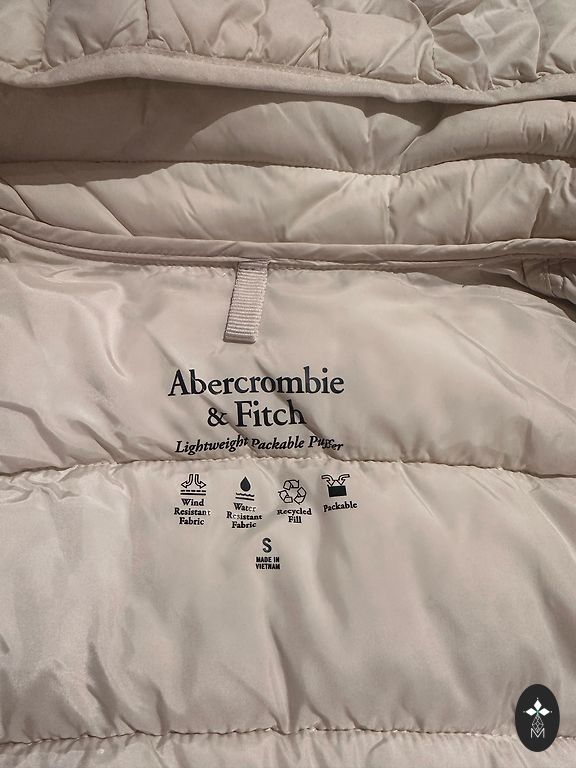 Abercrombie
& Fitch
Lightweight Packable Puffer
Wind
Resistant
Fabric
Water
Resistant
Fabric
Recycled
Fill
Packable
S
MADE IN
VIETNAM
M